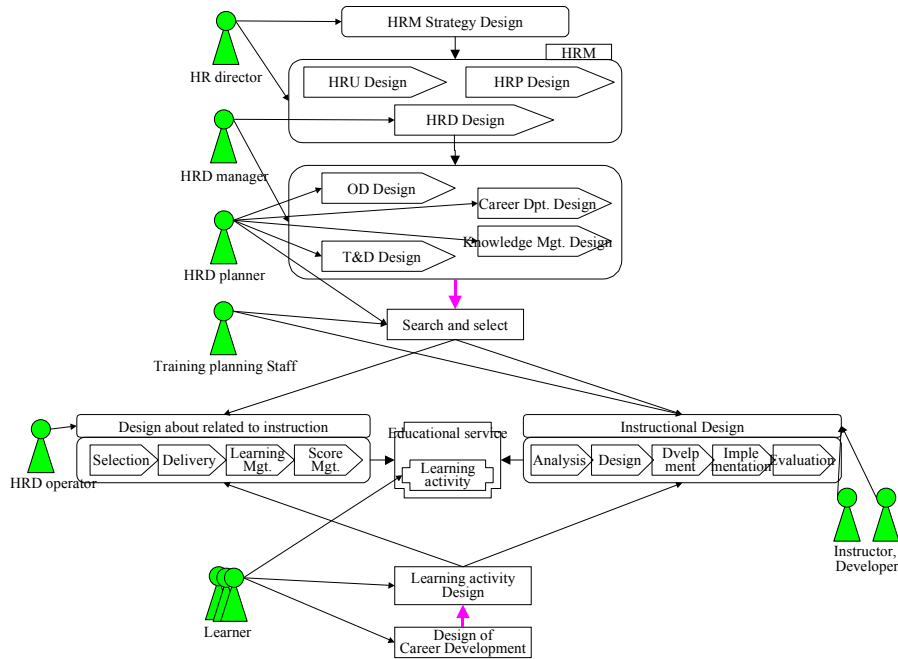 HRM Strategy Design
HRM
HR director
HRU Design
HRP Design
HRD Design
HRD manager
OD Design
Career Dpt. Design
HRD planner
Knowledge Mgt. Design
T&D Design
Search and select
Training planning Staff
Design about related to instruction
Educational service
Instructional Design
HRD operator
Selection
Delivery
Learning
Mgt.
Score
Mgt.
Learning
activity
Analysis
Design
Dvelp
ment
Imple
mentation
Evaluation
Instructor,
Developer
Learner
Learning activity
Design
Design of
Career Development